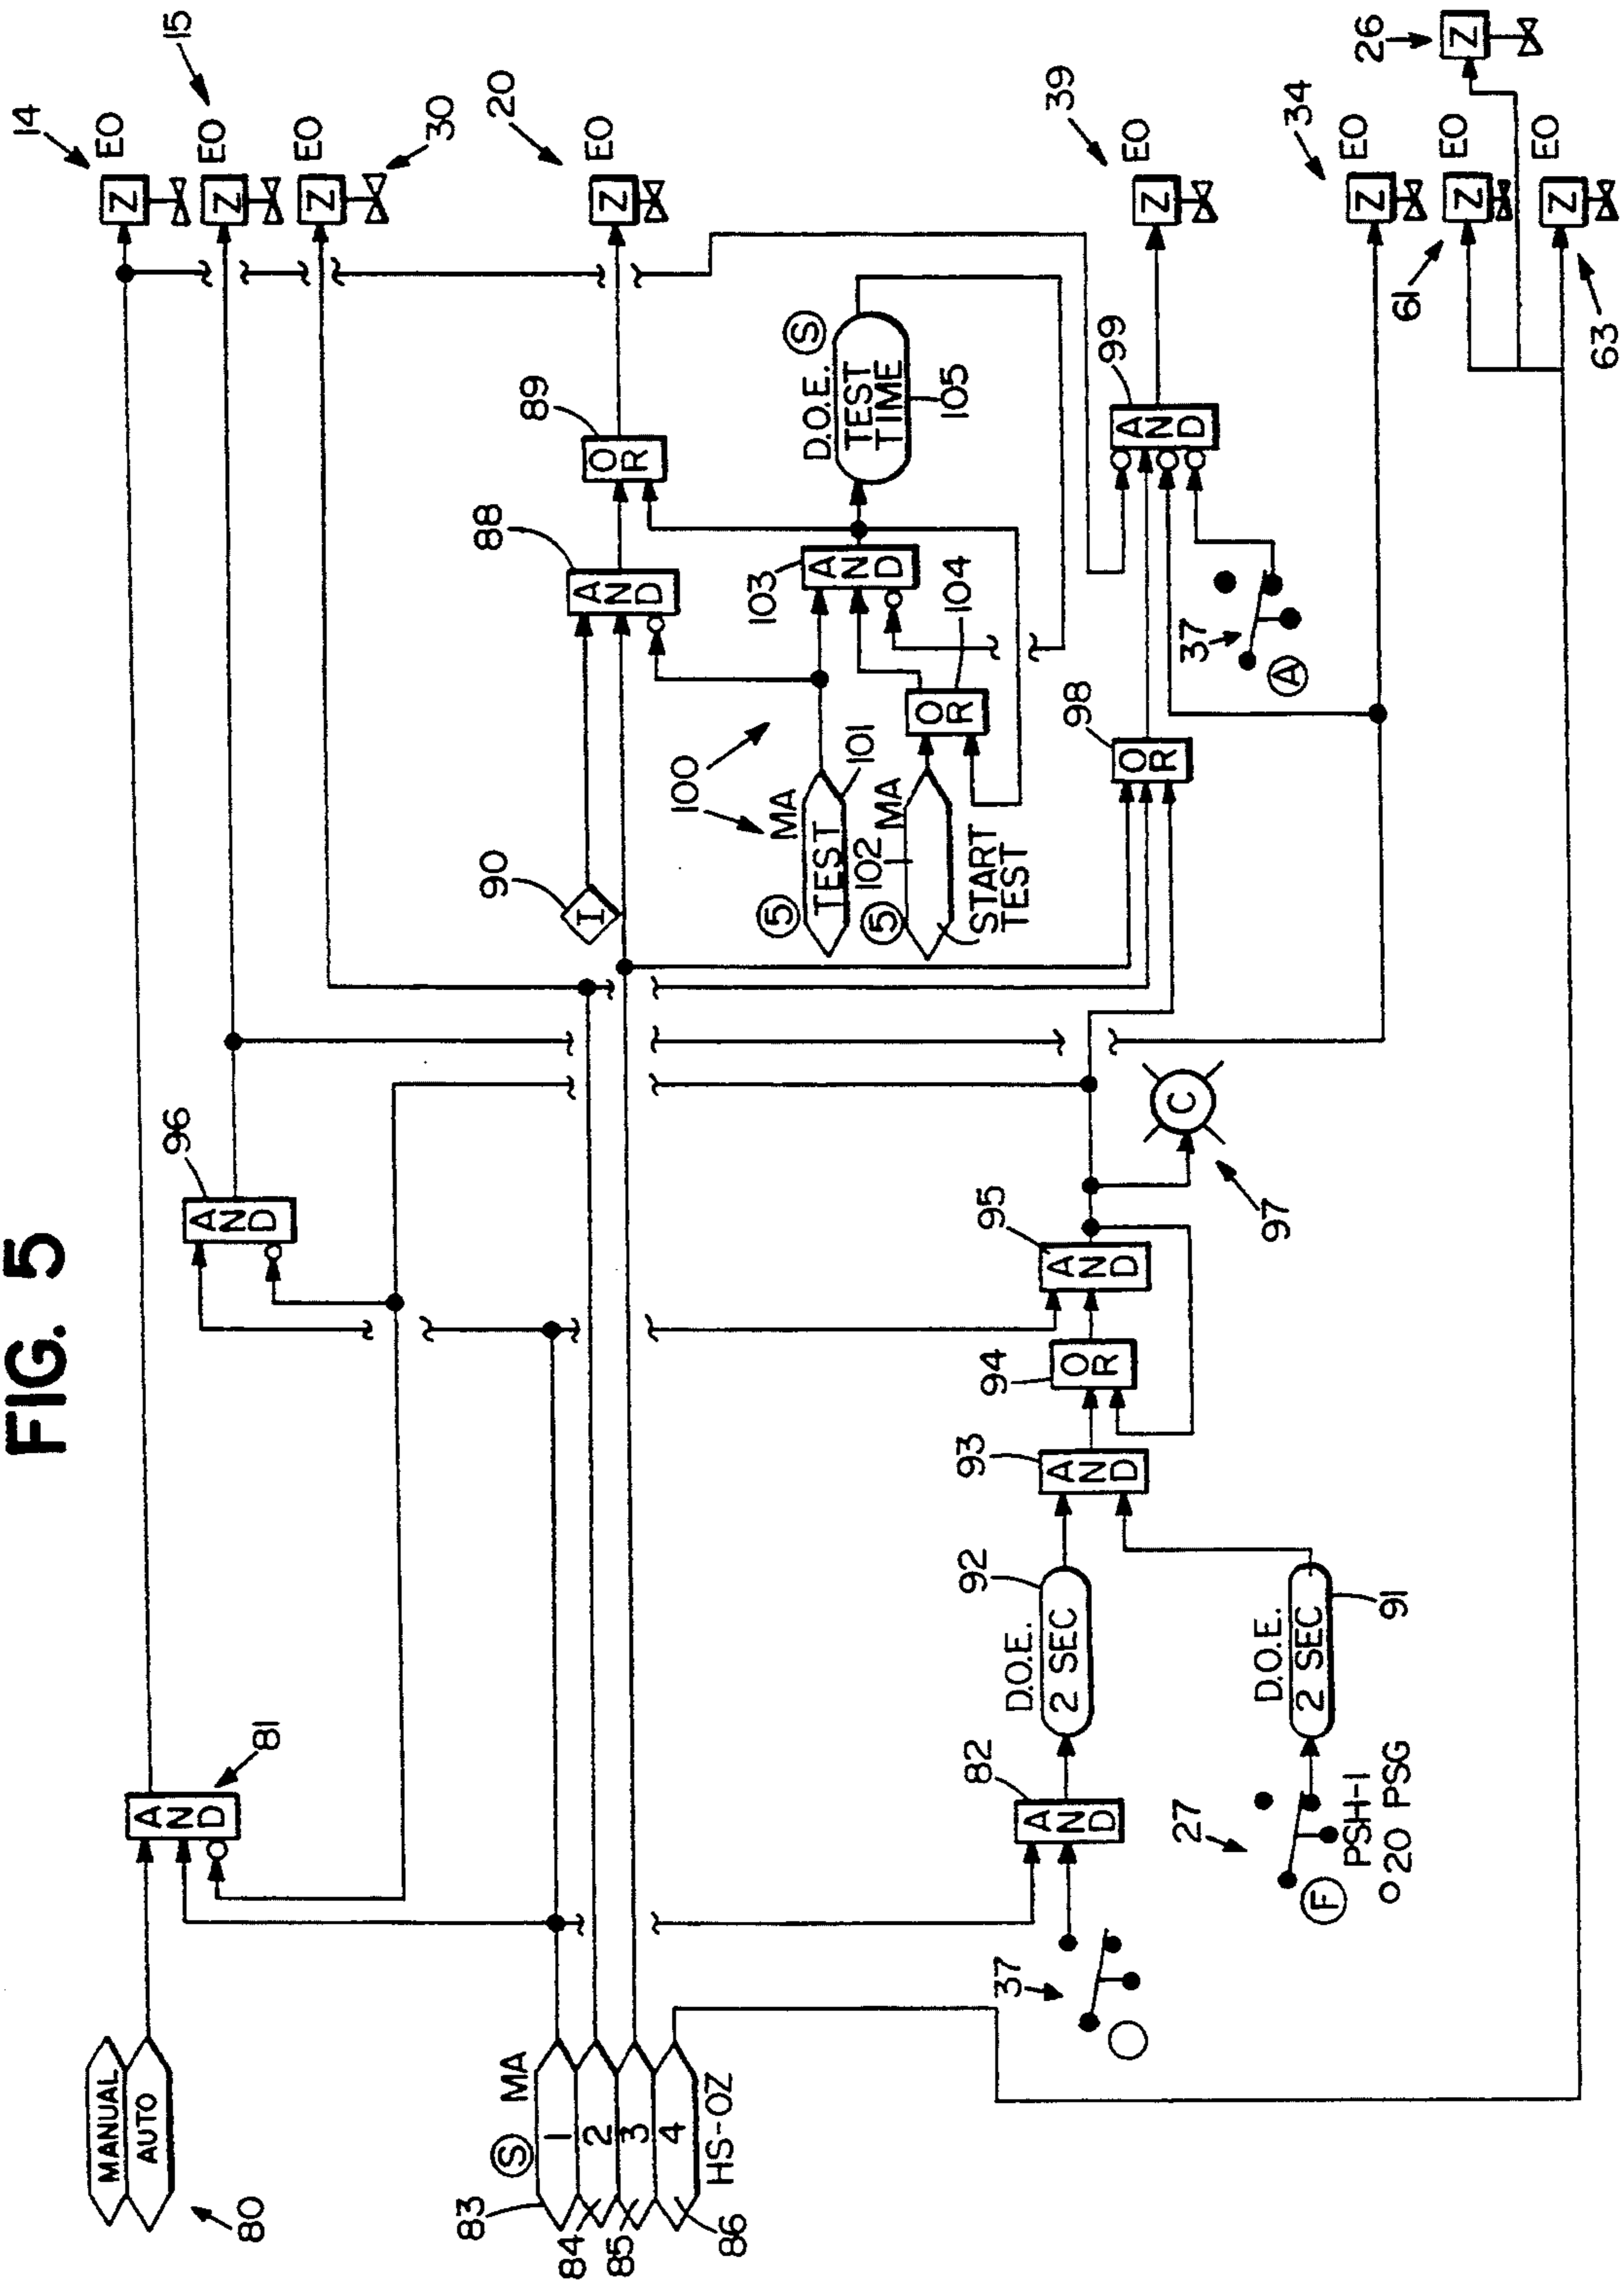 FIG. 5
MANUAL
AUTO
80
AND
81
AND
96
14
EO
Z
15
EO
Z
EO
Z
30
S
MA
83
1
84
2
85
3
86
4
HS-OZ
90
I
AND
88
OR
89
20
EO
Z
100
5
MA
TEST
101
5
102
MA
START
TEST
103
AND
104
OR
D.O.E.
S
TEST
TIME
105
37
82
AND
D.O.E.
2 SEC
92
93
AND
94
OR
95
AND
C
97
98
OR
99
AND
39
EO
Z
37
A
27
F
PSH-1
20 PSG
D.O.E.
2 SEC
91
34
EO
Z
61
EO
Z
26
Z
EO
Z
63